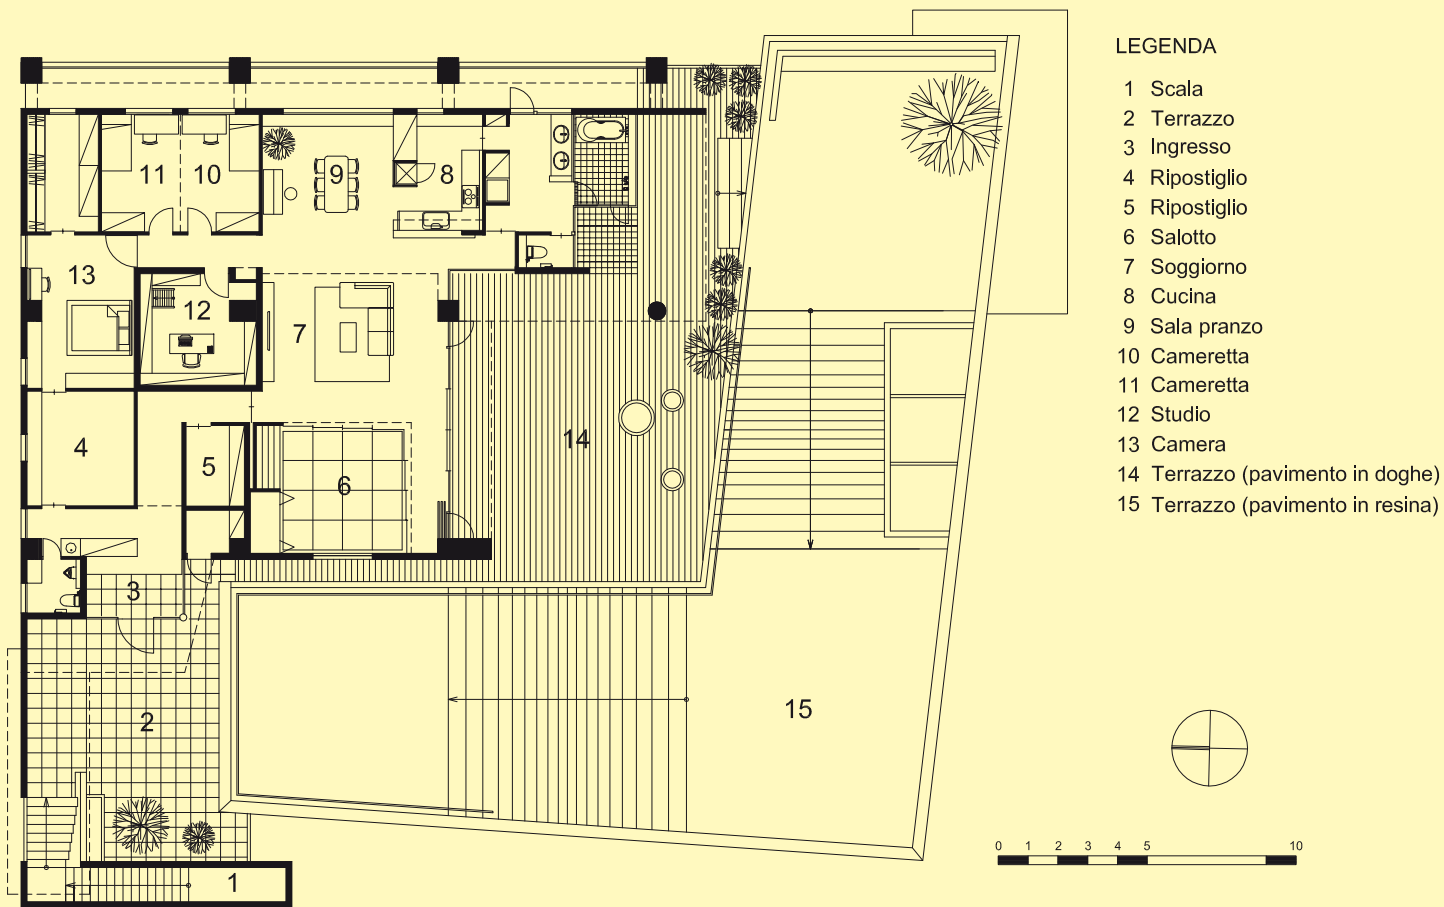 LEGENDA
1 Scala
2 Terrazzo
3 Ingresso
4 Ripostiglio
5 Ripostiglio
6 Salotto
7 Soggiorno
8 Cucina
9 Sala pranzo
10 Cameretta
11 Cameretta
12 Studio
13 Camera
14 Terrazzo (pavimento in doghe)
15 Terrazzo (pavimento in resina)
11 10 9 8
13
12
7
14
4
5
6
3
2
15
1
0 1 2 3 4 5 10